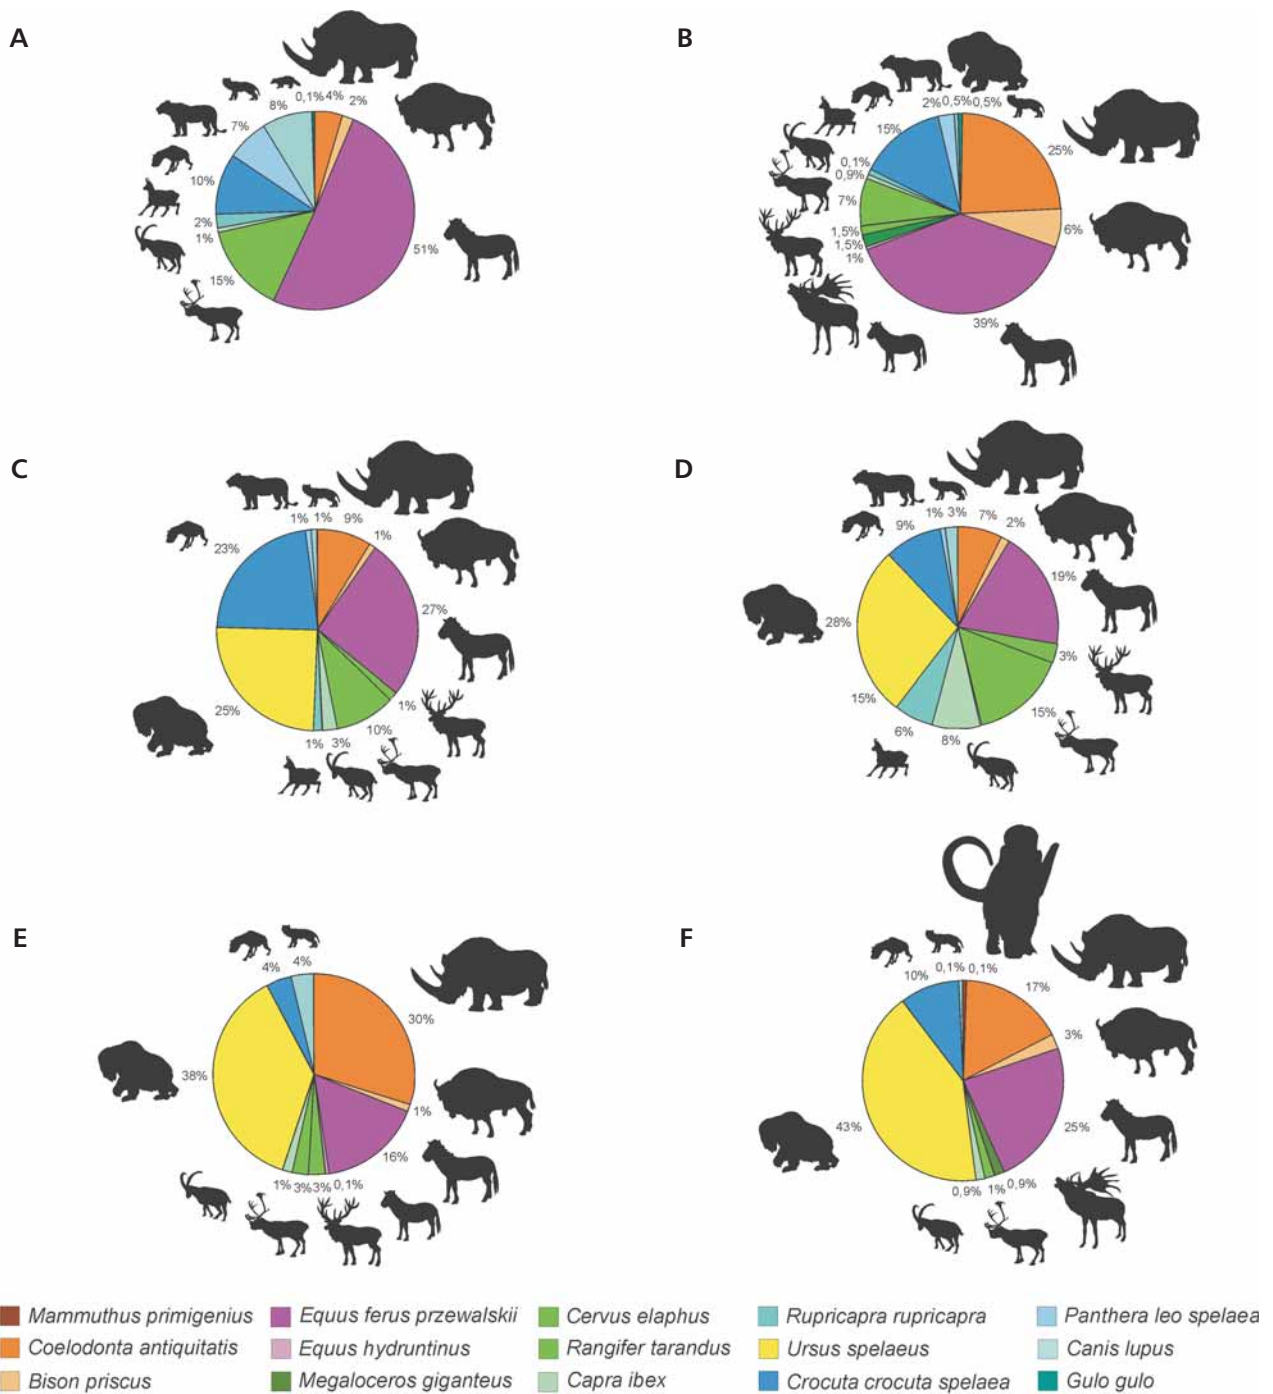 A
B
0,1% 4% 2%
8%
7%
10%
2%
1%
15%
51%
2% 0,5% 0,5%
15%
25%
0,1%
0,9%
7%
6%
1,5%
1,5%
1%
39%
C
D
1% 1% 9%
1%
23%
27%
25%
1%
10%
1% 3%
1% 3% 7% 2%
9%
19%
28%
3%
15%
15%
6%
8%
E
F
4%
4%
30%
38%
1%
16%
1% 3% 3% 0,1%
10% 0,1% 0,1%
17%
3%
43%
25%
0,9% 1% 0,9%
Mammuthus primigenius
Coelodonta antiquitatis
Bison priscus
Equus ferus przewalskii
Equus hydruntinus
Megaloceros giganteus
Cervus elaphus
Rangifer tarandus
Capra ibex
Rupricapra rupricapra
Ursus spelaeus
Crocuta crocuta spelaea
Panthera leo spelaea
Canis lupus
Gulo gulo